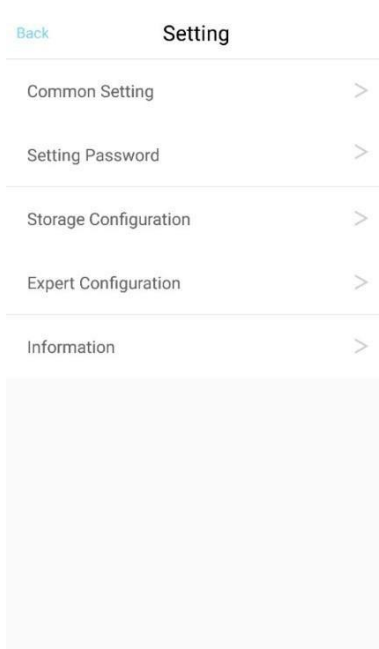 Back Setting
Common Setting >
Setting Password >
Storage Configuration >
Expert Configuration >
Information >